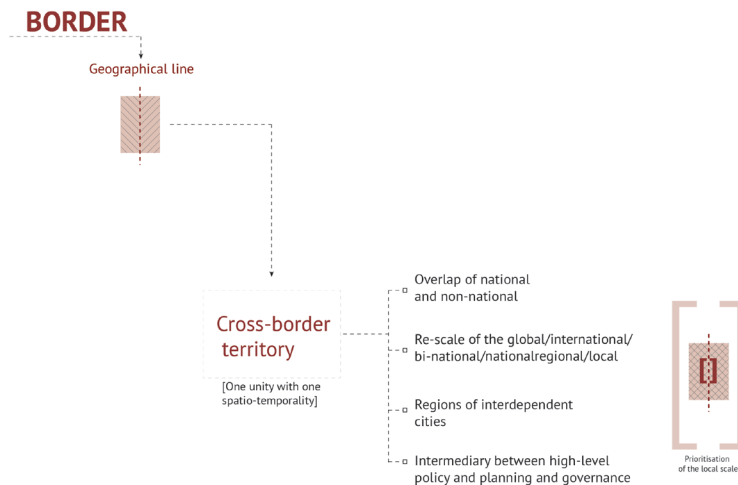 BORDER
Geographical line
Cross-border
territory
[One unity with one
spatio-temporality]
Overlap of national
and non-national
Re-scale of the global/international/
bi-national/nationalregional/local
Regions of interdependent
cities
Intermediary between high-level
policy and planning and governance
[]
Prioritisation
of the local scale